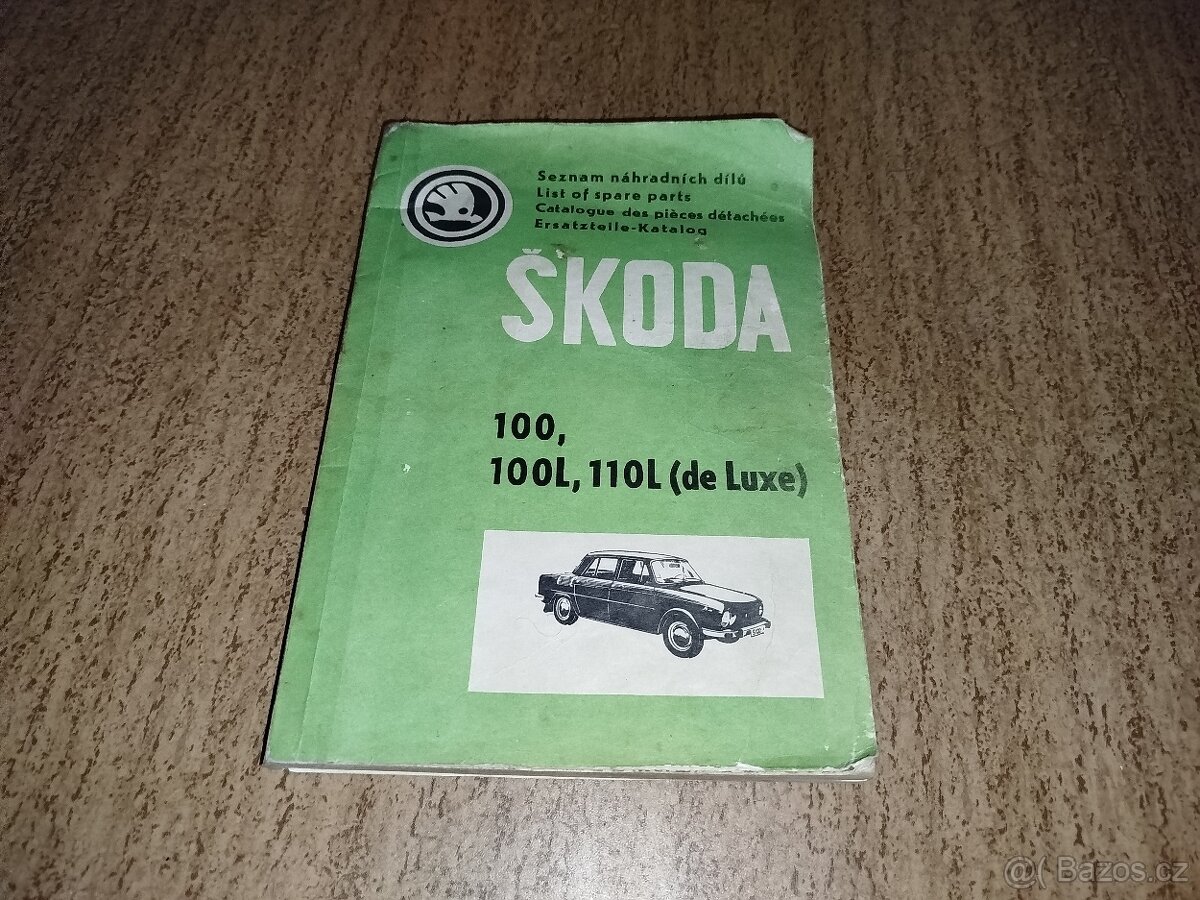 Seznam náhradních dílů
List of spare parts
Catalogue des pièces détachées
Ersatzteile-Katalog
ŠKODA
100,
100L, 110L (de Luxe)
@( Bazos.cz